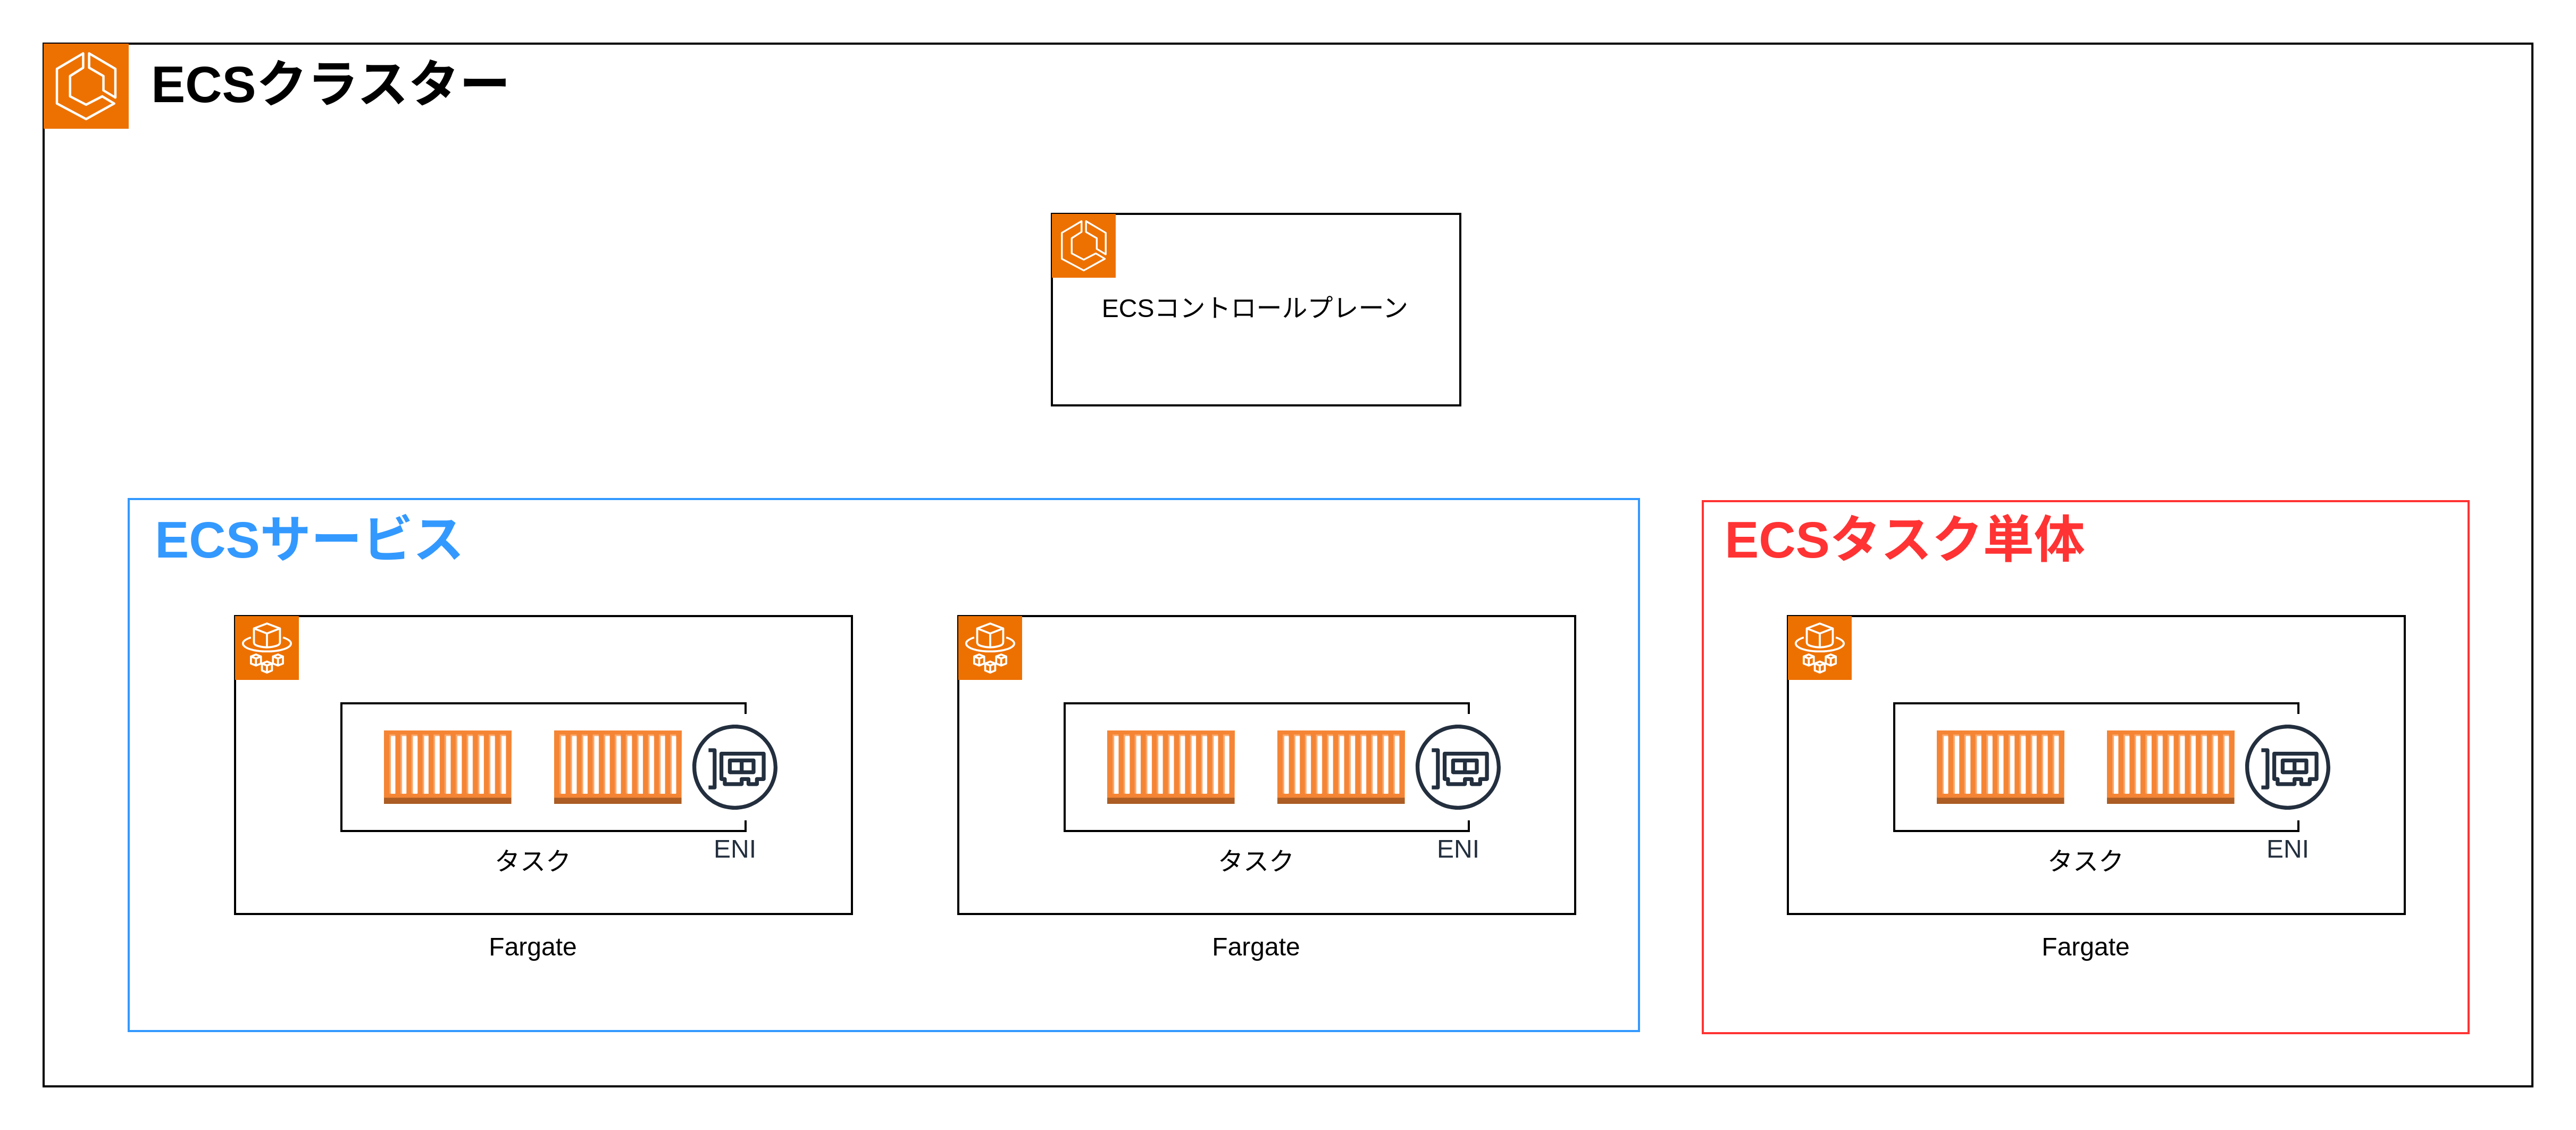 ECSクラスター
ECSコントロールプレーン
ECSサービス
ECSタスク単体
タスク
ENI
タスク
ENI
タスク
ENI
Fargate
Fargate
Fargate